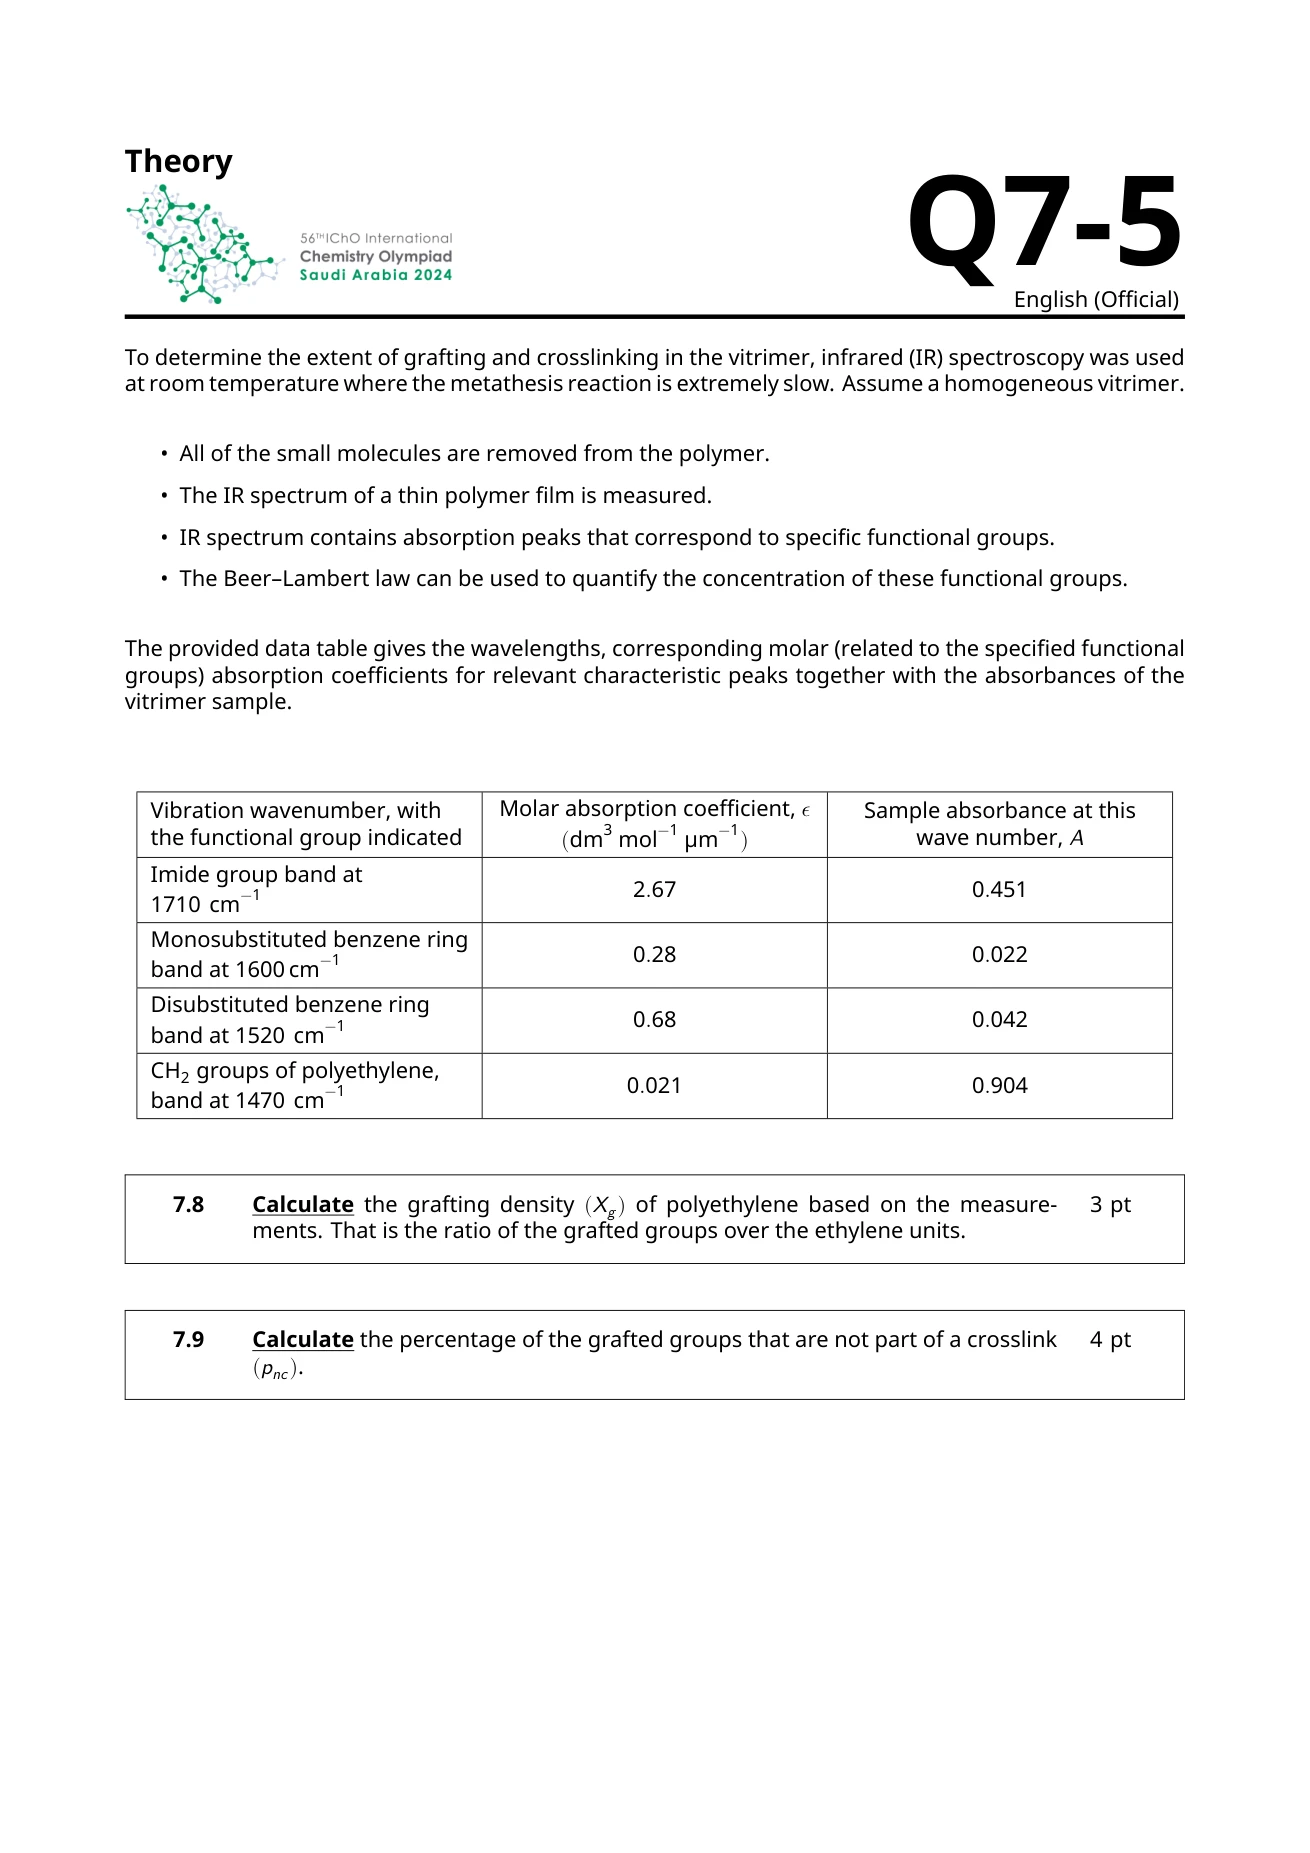 Theory
56ᵀᴴIChO International
Chemistry Olympiad
Saudi Arabia 2024
Q7-5
English (Official)
To determine the extent of grafting and crosslinking in the vitrimer, infrared (IR) spectroscopy was used
at room temperature where the metathesis reaction is extremely slow. Assume a homogeneous vitrimer.
• All of the small molecules are removed from the polymer.
• The IR spectrum of a thin polymer film is measured.
• IR spectrum contains absorption peaks that correspond to specific functional groups.
• The Beer–Lambert law can be used to quantify the concentration of these functional groups.
The provided data table gives the wavelengths, corresponding molar (related to the specified functional
groups) absorption coefficients for relevant characteristic peaks together with the absorbances of the
vitrimer sample.
Vibration wavenumber, with
the functional group indicated
Molar absorption coefficient, ϵ
(dm³ mol⁻¹ µm⁻¹)
Sample absorbance at this
wave number, A
Imide group band at
1710 cm⁻¹
2.67
0.451
Monosubstituted benzene ring
band at 1600 cm⁻¹
0.28
0.022
Disubstituted benzene ring
band at 1520 cm⁻¹
0.68
0.042
CH₂ groups of polyethylene,
band at 1470 cm⁻¹
0.021
0.904
7.8 Calculate the grafting density (X_g) of polyethylene based on the measure- 3 pt
ments. That is the ratio of the grafted groups over the ethylene units.
7.9 Calculate the percentage of the grafted groups that are not part of a crosslink 4 pt
(p_nc).